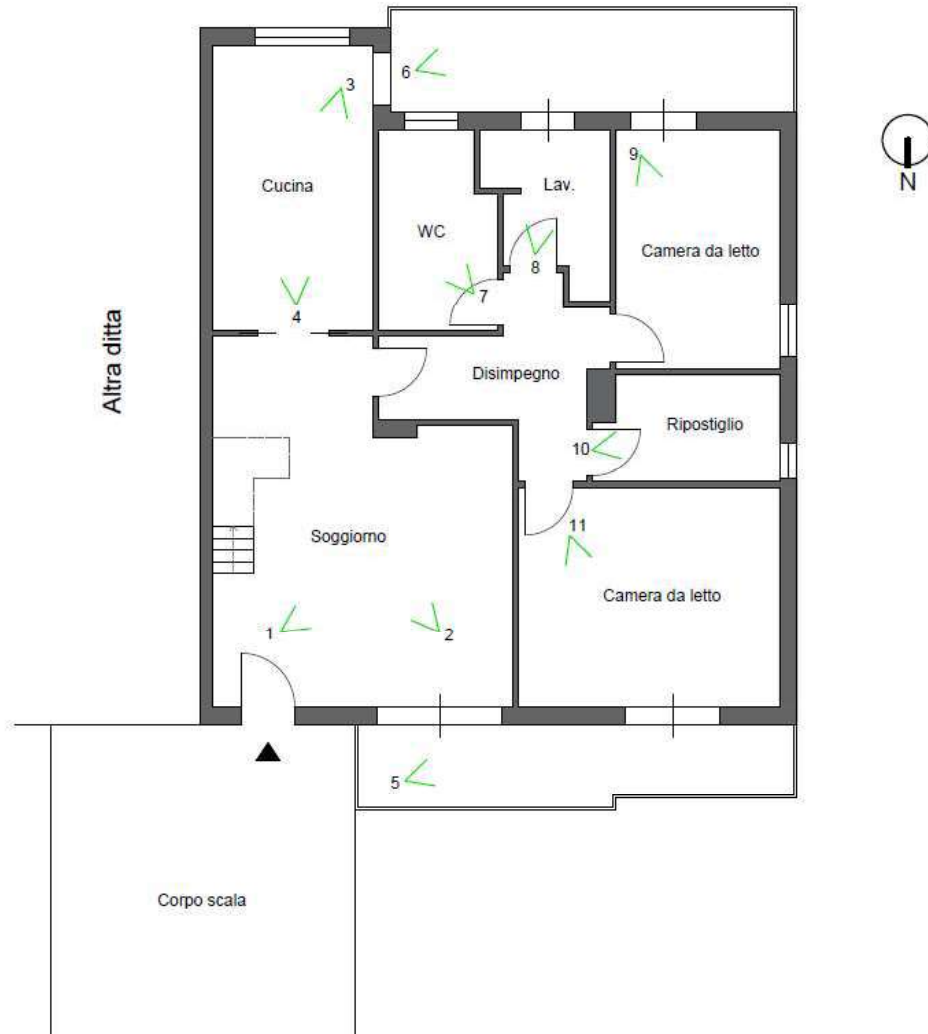 3
6
9
N
Cucina
Lav.
WC
Camera da letto
8
7
4
Altra ditta
Disimpegno
Ripostiglio
10
11
Soggiorno
Camera da letto
1
2
5
Corpo scala